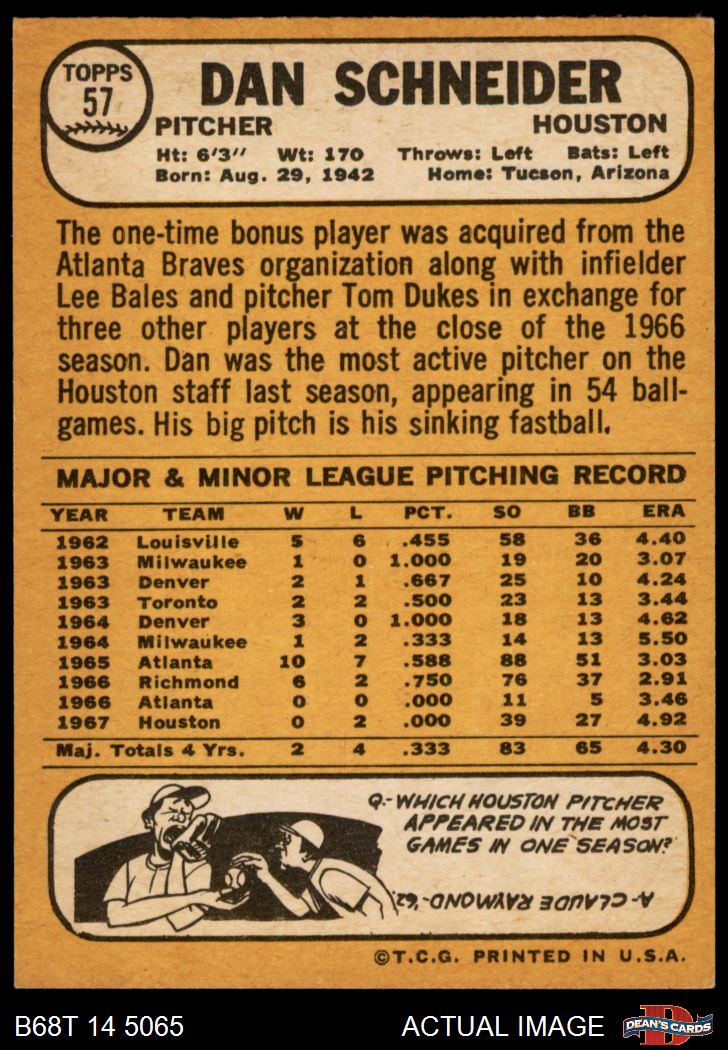 TOPPS
57
DAN SCHNEIDER
PITCHER HOUSTON
Ht: 6'3" Wt: 170 Throws: Left Bats: Left
Born: Aug. 29, 1942 Home: Tucson, Arizona
The one-time bonus player was acquired from the
Atlanta Braves organization along with infielder
Lee Bales and pitcher Tom Dukes in exchange for
three other players at the close of the 1966
season. Dan was the most active pitcher on the
Houston staff last season, appearing in 54 ball-
games. His big pitch is his sinking fastball.
MAJOR & MINOR LEAGUE PITCHING RECORD
YEAR TEAM W L PCT. SO BB ERA
1962 Louisville 5 6 .455 58 36 4.40
1963 Milwaukee 1 0 1.000 19 20 3.07
1963 Denver 2 1 .667 25 10 4.24
1963 Toronto 2 2 .500 23 13 3.44
1964 Denver 3 0 1.000 18 13 4.62
1964 Milwaukee 1 2 .333 14 13 5.50
1965 Atlanta 10 7 .588 88 51 3.03
1966 Richmond 6 2 .750 76 37 2.91
1966 Atlanta 0 0 .000 11 5 3.46
1967 Houston 0 2 .000 39 27 4.92
Maj. Totals 4 Yrs. 2 4 .333 83 65 4.30
Q-WHICH HOUSTON PITCHER
APPEARED IN THE MOST
GAMES IN ONE SEASON?
A-CLAUDE RAYMOND-'62.
©T.C.G. PRINTED IN U.S.A.
B68T 14 5065 ACTUAL IMAGE DEAN'S CARDS